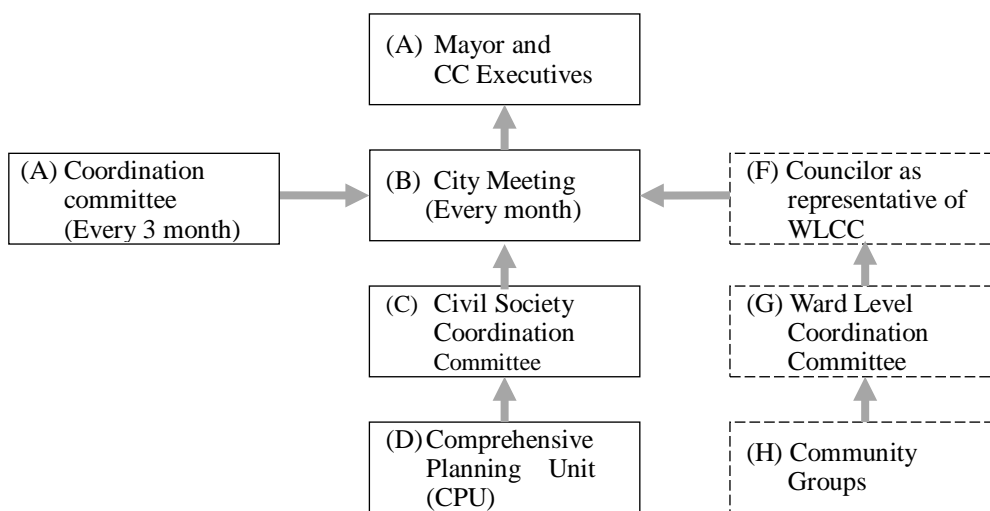 (A) Mayor and
CC Executives
(A) Coordination
committee
(Every 3 month)
(B) City Meeting
(Every month)
(F) Councilor as
representative of
WLCC
(C) Civil Society
Coordination
Committee
(G) Ward Level
Coordination
Committee
(D) Comprehensive
Planning Unit
(CPU)
(H) Community
Groups